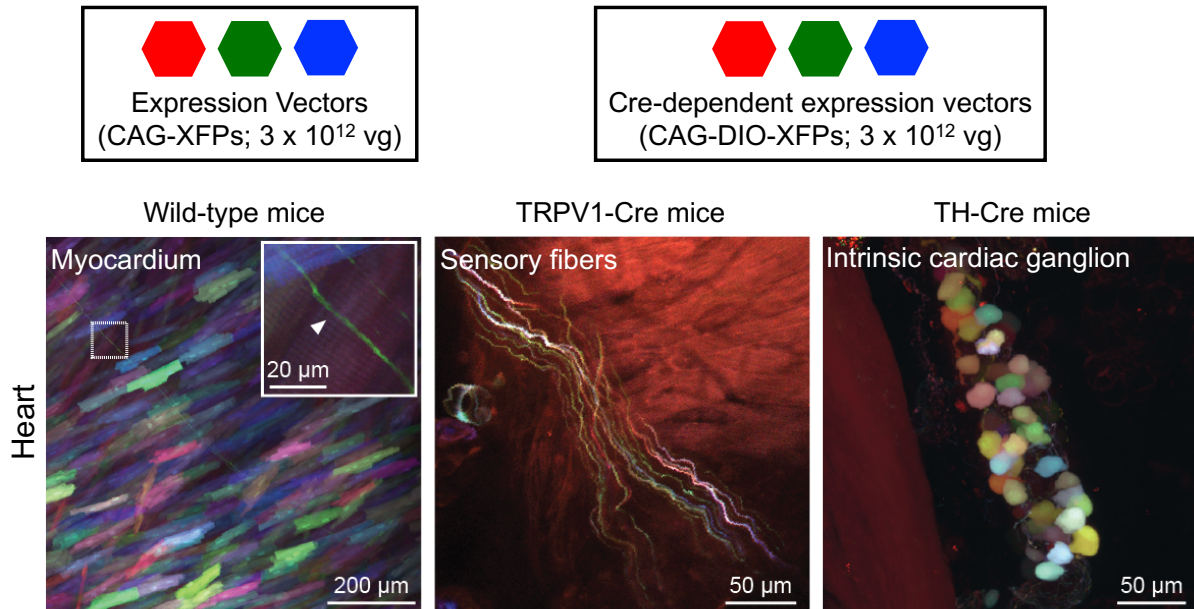 Expression Vectors
(CAG-XFPs; 3 x 10¹² vg)
Cre-dependent expression vectors
(CAG-DIO-XFPs; 3 x 10¹² vg)
Wild-type mice
TRPV1-Cre mice
TH-Cre mice
Heart
Myocardium
20 µm
200 µm
Sensory fibers
50 µm
Intrinsic cardiac ganglion
50 µm